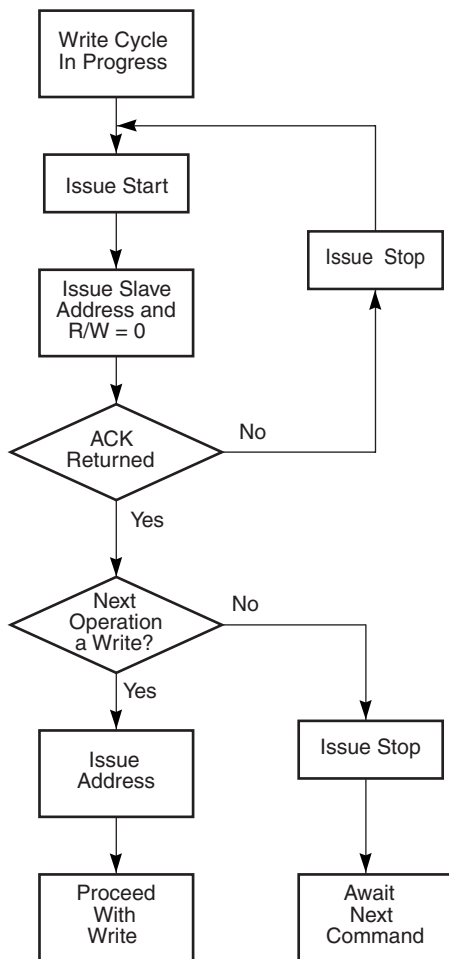 Write Cycle
In Progress
Issue Start
Issue Stop
Issue Slave
Address and
R/W = 0
ACK
Returned
No
Yes
Next
Operation
a Write?
No
Yes
Issue
Address
Issue Stop
Proceed
With
Write
Await
Next
Command